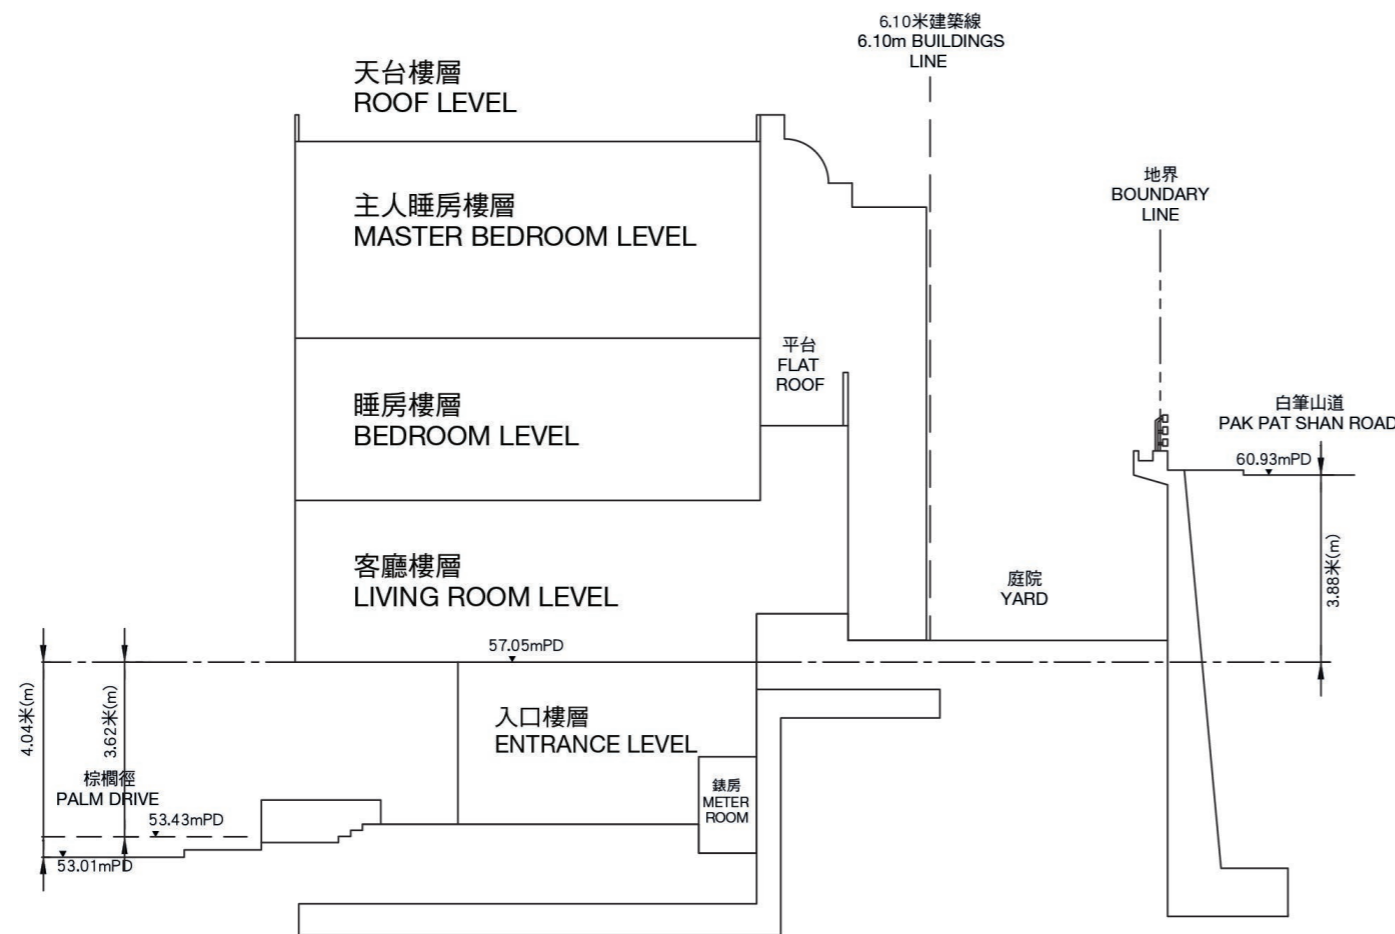 6.10米建築線
6.10m BUILDINGS
LINE
天台樓層
ROOF LEVEL
地界
BOUNDARY
LINE
主人睡房樓層
MASTER BEDROOM LEVEL
平台
FLAT
ROOF
睡房樓層
BEDROOM LEVEL
白筆山道
PAK PAT SHAN ROAD
60.93mPD
3.88米(m)
客廳樓層
LIVING ROOM LEVEL
庭院
YARD
57.05mPD
4.04米(m)
3.62米(m)
入口樓層
ENTRANCE LEVEL
棕櫚徑
PALM DRIVE
錶房
METER
ROOM
53.43mPD
53.01mPD